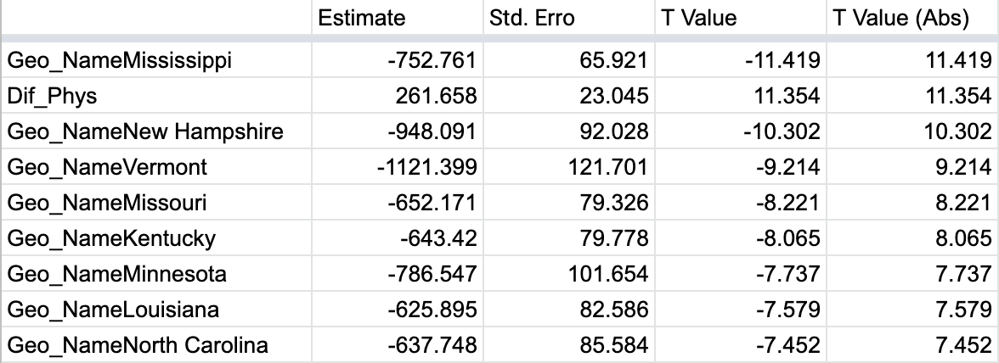 Estimate Std. Erro T Value T Value (Abs)
Geo_NameMississippi -752.761 65.921 -11.419 11.419
Dif_Phys 261.658 23.045 11.354 11.354
Geo_NameNew Hampshire -948.091 92.028 -10.302 10.302
Geo_NameVermont -1121.399 121.701 -9.214 9.214
Geo_NameMissouri -652.171 79.326 -8.221 8.221
Geo_NameKentucky -643.42 79.778 -8.065 8.065
Geo_NameMinnesota -786.547 101.654 -7.737 7.737
Geo_NameLouisiana -625.895 82.586 -7.579 7.579
Geo_NameNorth Carolina -637.748 85.584 -7.452 7.452